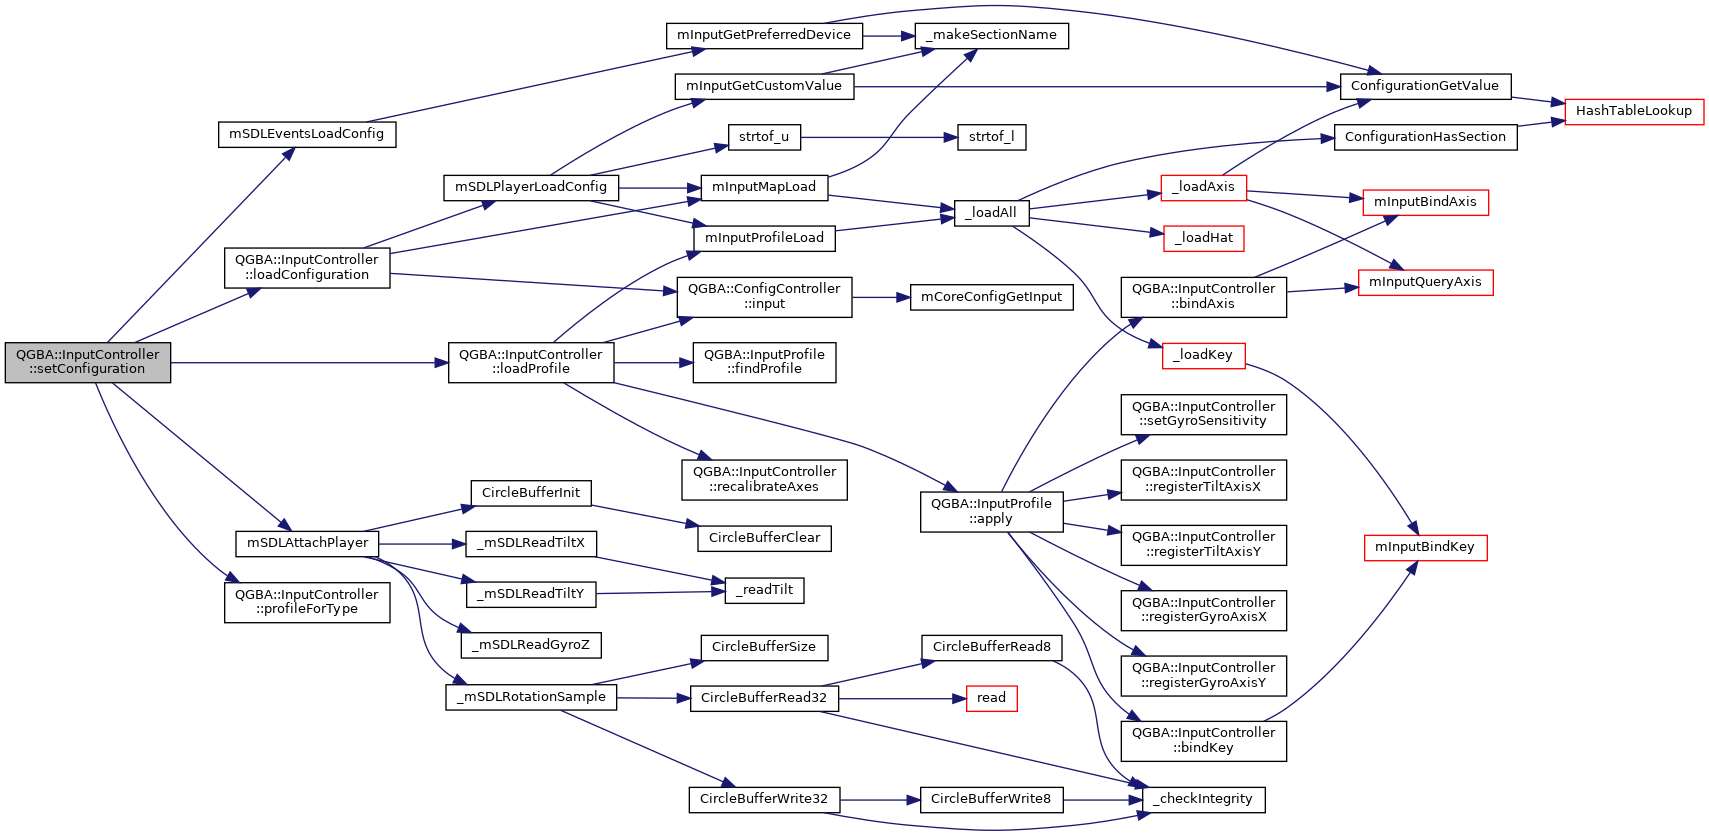 mInputGetPreferredDevice
_makeSectionName
mInputGetCustomValue
ConfigurationGetValue
HashTableLookup
mSDLEventsLoadConfig
strtof_u
strtof_l
ConfigurationHasSection
mSDLPlayerLoadConfig
mInputMapLoad
_loadAxis
mInputBindAxis
_loadAll
mInputProfileLoad
_loadHat
QGBA::InputController
::loadConfiguration
QGBA::ConfigController
::input
mCoreConfigGetInput
QGBA::InputController
::bindAxis
mInputQueryAxis
QGBA::InputController
::setConfiguration
QGBA::InputController
::loadProfile
QGBA::InputProfile
::findProfile
_loadKey
QGBA::InputController
::setGyroSensitivity
QGBA::InputController
::recalibrateAxes
QGBA::InputController
::registerTiltAxisX
CircleBufferInit
QGBA::InputProfile
::apply
CircleBufferClear
mSDLAttachPlayer
_mSDLReadTiltX
QGBA::InputController
::registerTiltAxisY
mInputBindKey
_mSDLReadTiltY
_readTilt
QGBA::InputController
::profileForType
QGBA::InputController
::registerGyroAxisX
_mSDLReadGyroZ
CircleBufferSize
CircleBufferRead8
QGBA::InputController
::registerGyroAxisY
_mSDLRotationSample
CircleBufferRead32
read
QGBA::InputController
::bindKey
CircleBufferWrite32
CircleBufferWrite8
_checkIntegrity